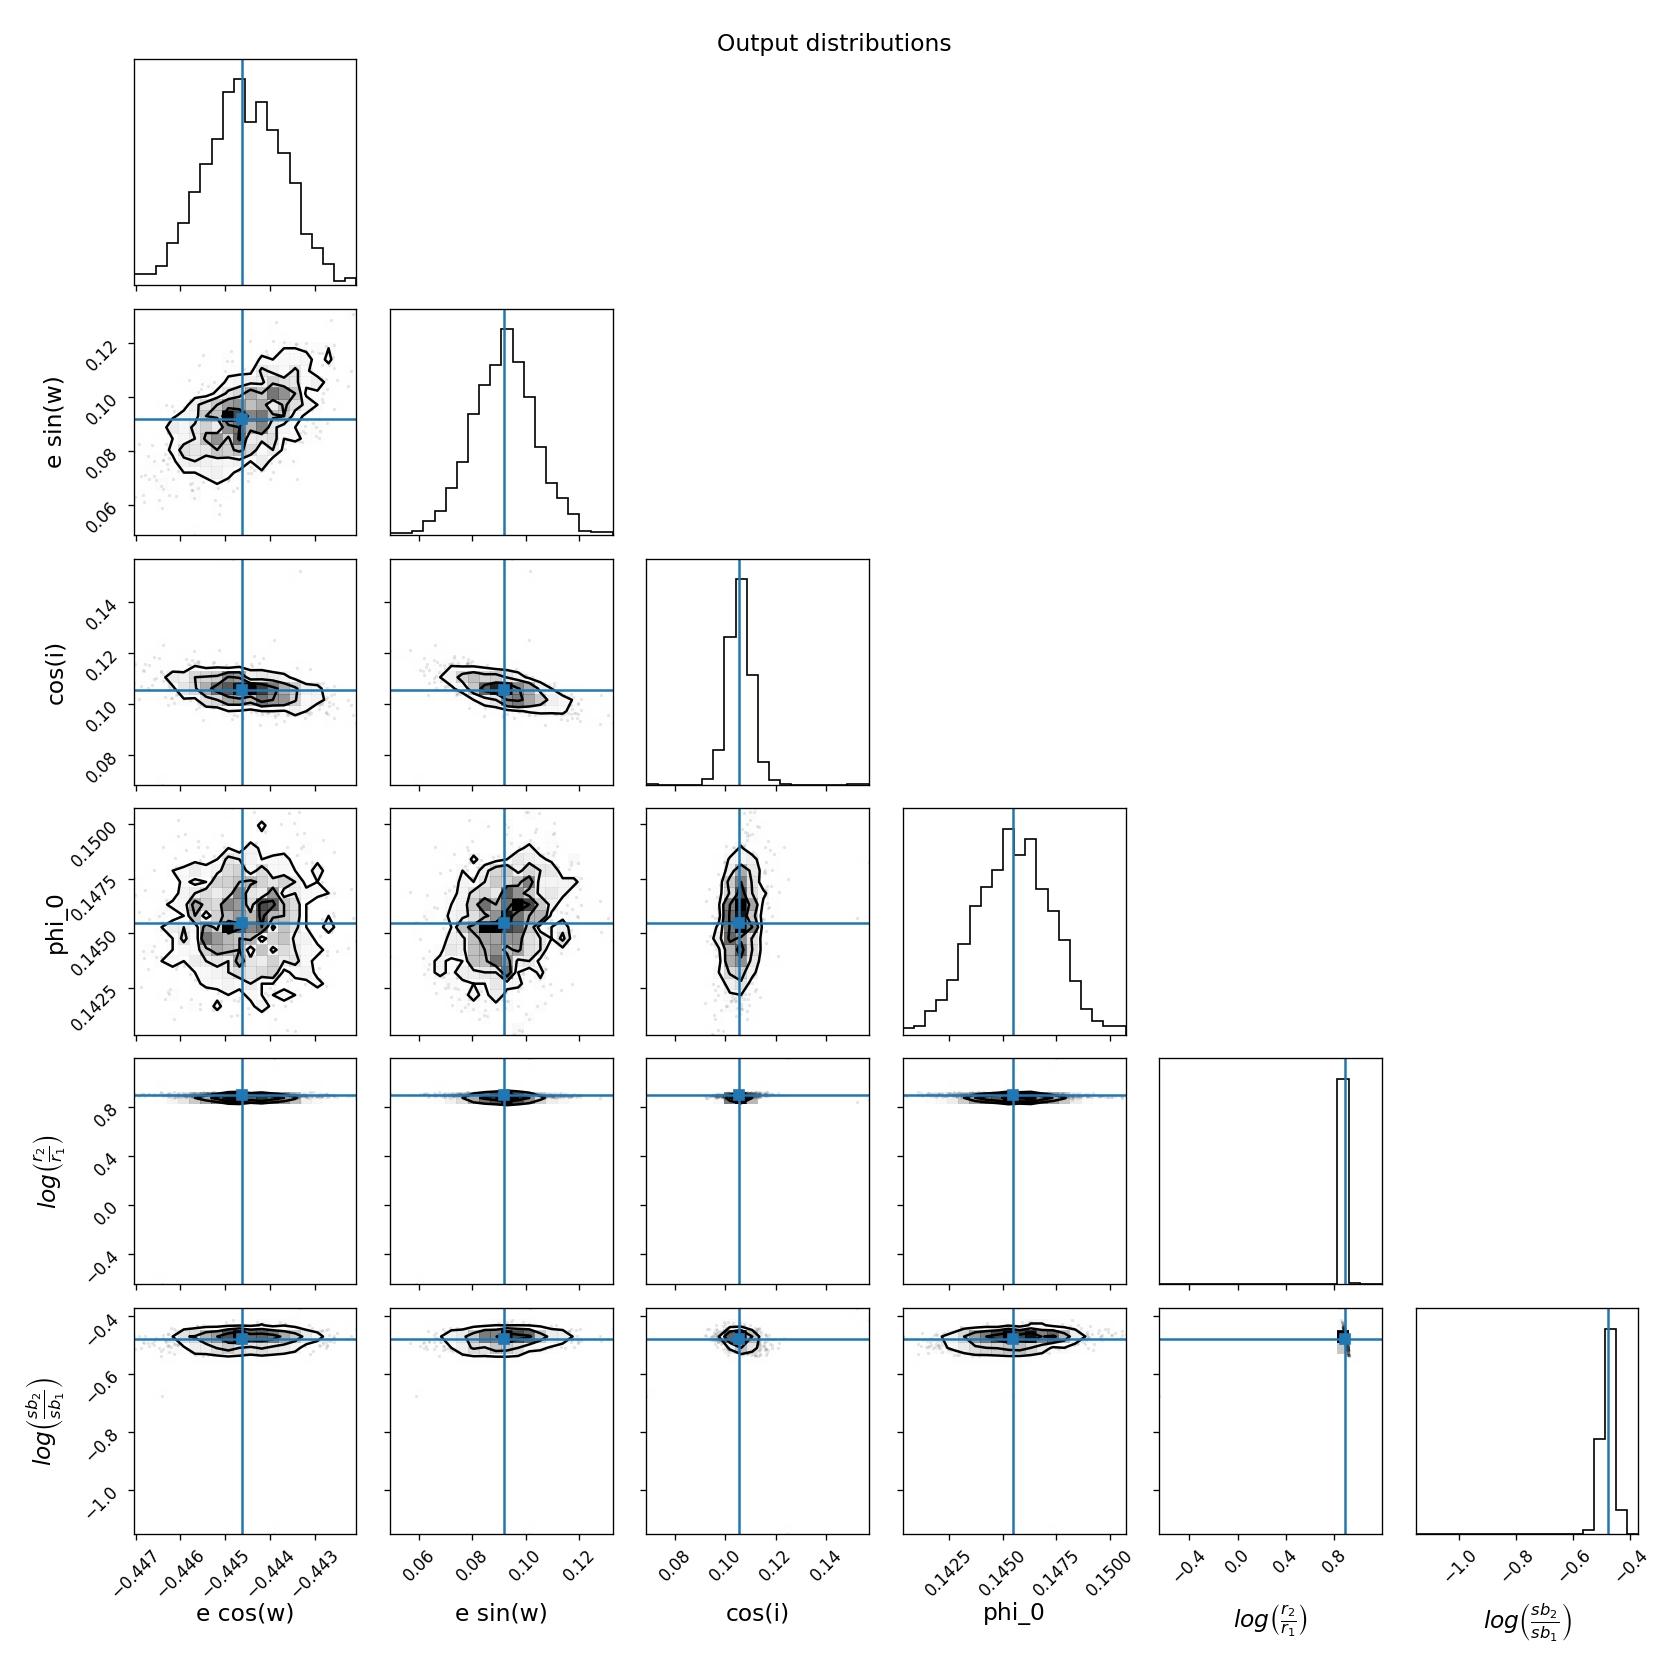 Output distributions
e sin(w)
0.12
0.10
0.08
0.06
cos(i)
0.14
0.12
0.10
0.08
phi_0
0.1500
0.1475
0.1450
0.1425
log(r₂/r₁)
0.8
0.4
0.0
−0.4
log(sb₂/sb₁)
−0.4
−0.6
−0.8
−1.0
−0.447 −0.446 −0.445 −0.444 −0.443 0.06 0.08 0.10 0.12 0.08 0.10 0.12 0.14 0.1425 0.1450 0.1475 0.1500 −0.4 0.0 0.4 0.8 −1.0 −0.8 −0.6 −0.4
e cos(w) e sin(w) cos(i) phi_0 log(r₂/r₁) log(sb₂/sb₁)